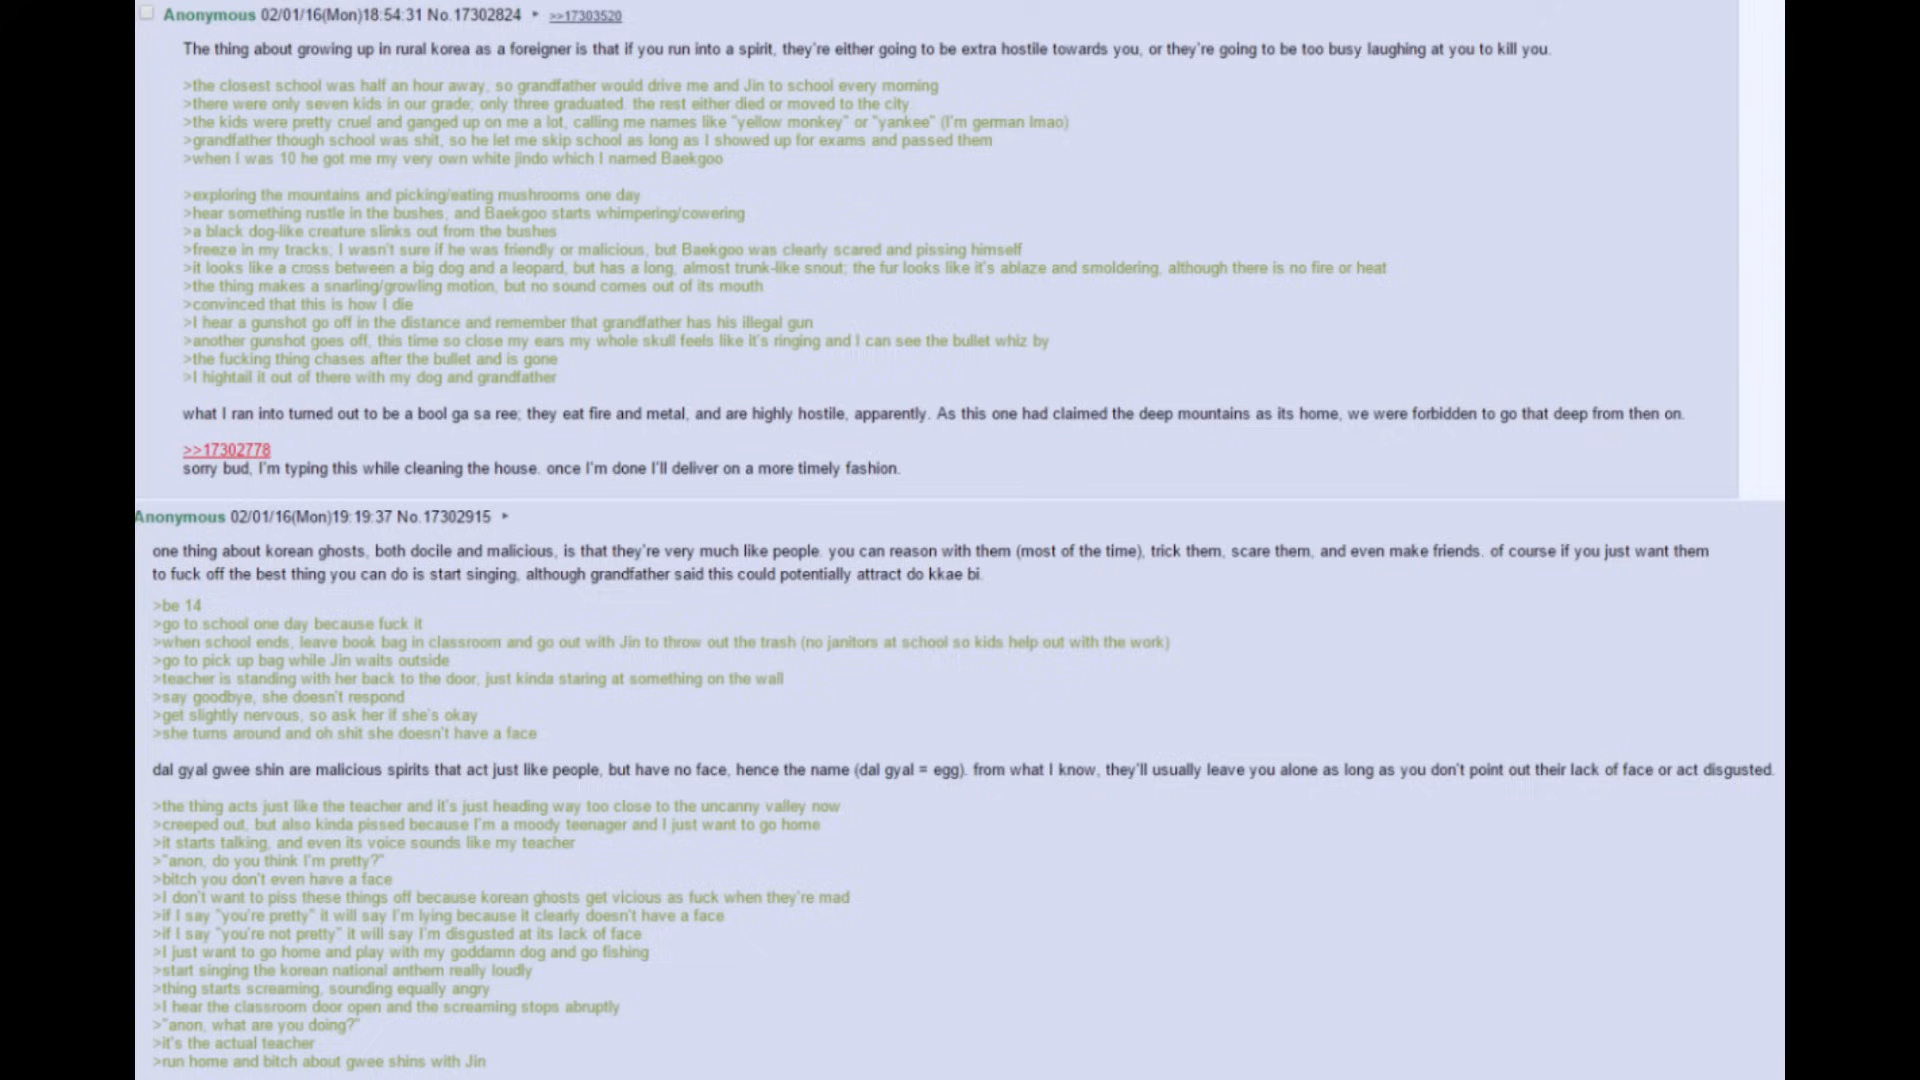 Anonymous 02/01/16(Mon)18:54:31 No.17302824 ▸ >>17303520
The thing about growing up in rural korea as a foreigner is that if you run into a spirit, they're either going to be extra hostile towards you, or they're going to be too busy laughing at you to kill you.
>the closest school was half an hour away, so grandfather would drive me and Jin to school every morning
>there were only seven kids in our grade; only three graduated. the rest either died or moved to the city
>the kids were pretty cruel and ganged up on me a lot, calling me names like "yellow monkey" or "yankee" (I'm german lmao)
>grandfather though school was shit, so he let me skip school as long as I showed up for exams and passed them
>when I was 10 he got me my very own white jindo which I named Baekgoo
>exploring the mountains and picking/eating mushrooms one day
>hear something rustle in the bushes, and Baekgoo starts whimpering/cowering
>a black dog-like creature slinks out from the bushes
>freeze in my tracks; I wasn't sure if he was friendly or malicious, but Baekgoo was clearly scared and pissing himself
>it looks like a cross between a big dog and a leopard, but has a long, almost trunk-like snout; the fur looks like it's ablaze and smoldering, although there is no fire or heat
>the thing makes a snarling/growling motion, but no sound comes out of its mouth
>convinced that this is how I die
>I hear a gunshot go off in the distance and remember that grandfather has his illegal gun
>another gunshot goes off, this time so close my ears my whole skull feels like it's ringing and I can see the bullet whiz by
>the fucking thing chases after the bullet and is gone
>I hightail it out of there with my dog and grandfather
what I ran into turned out to be a bool ga sa ree; they eat fire and metal, and are highly hostile, apparently. As this one had claimed the deep mountains as its home, we were forbidden to go that deep from then on.
>>17302778
sorry bud, I'm typing this while cleaning the house. once I'm done I'll deliver on a more timely fashion.
Anonymous 02/01/16(Mon)19:19:37 No.17302915 ▸
one thing about korean ghosts, both docile and malicious, is that they're very much like people. you can reason with them (most of the time), trick them, scare them, and even make friends. of course if you just want them
to fuck off the best thing you can do is start singing, although grandfather said this could potentially attract do kkae bi.
>be 14
>go to school one day because fuck it
>when school ends, leave book bag in classroom and go out with Jin to throw out the trash (no janitors at school so kids help out with the work)
>go to pick up bag while Jin waits outside
>teacher is standing with her back to the door, just kinda staring at something on the wall
>say goodbye, she doesn't respond
>get slightly nervous, so ask her if she's okay
>she turns around and oh shit she doesn't have a face
dal gyal gwee shin are malicious spirits that act just like people, but have no face, hence the name (dal gyal = egg). from what I know, they'll usually leave you alone as long as you don't point out their lack of face or act disgusted.
>the thing acts just like the teacher and it's just heading way too close to the uncanny valley now
>creeped out, but also kinda pissed because I'm a moody teenager and I just want to go home
>it starts talking, and even its voice sounds like my teacher
>"anon, do you think I'm pretty?"
>bitch you don't even have a face
>I don't want to piss these things off because korean ghosts get vicious as fuck when they're mad
>if I say "you're pretty" it will say I'm lying because it clearly doesn't have a face
>if I say "you're not pretty" it will say I'm disgusted at its lack of face
>I just want to go home and play with my goddamn dog and go fishing
>start singing the korean national anthem really loudly
>thing starts screaming, sounding equally angry
>I hear the classroom door open and the screaming stops abruptly
>"anon, what are you doing?"
>it's the actual teacher
>run home and bitch about gwee shins with Jin